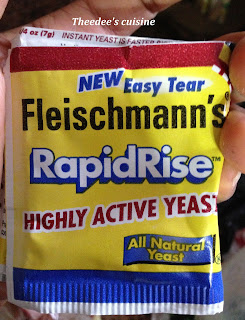 Theedee's cuisine
/4 oz (7g) INSTANT YEAST IS FASTER
NEW Easy Tear
Fleischmann's
RapidRise™
HIGHLY ACTIVE YEAST
All Natural
Yeast